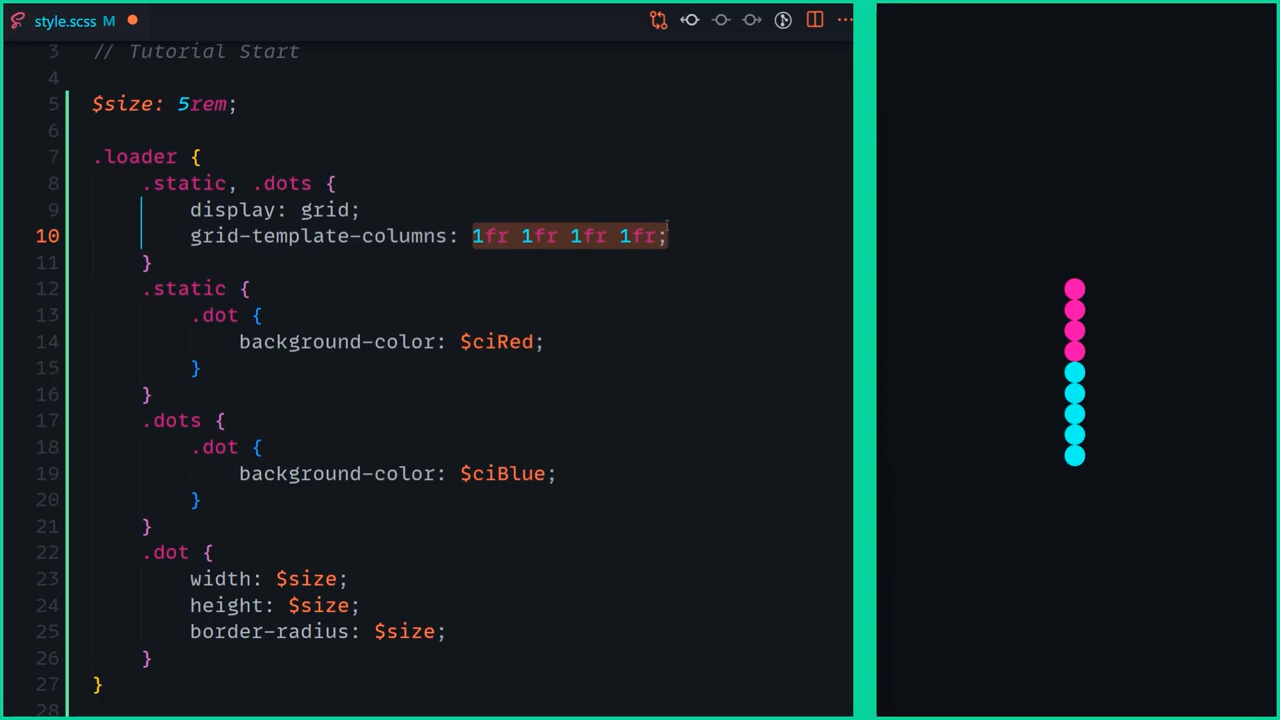 style.scss M
3 // Tutorial Start
4
5 $size: 5rem;
6
7 .loader {
8 .static, .dots {
9 display: grid;
10 grid-template-columns: 1fr 1fr 1fr 1fr;
11 }
12 .static {
13 .dot {
14 background-color: $ciRed;
15 }
16 }
17 .dots {
18 .dot {
19 background-color: $ciBlue;
20 }
21 }
22 .dot {
23 width: $size;
24 height: $size;
25 border-radius: $size;
26 }
27 }
28